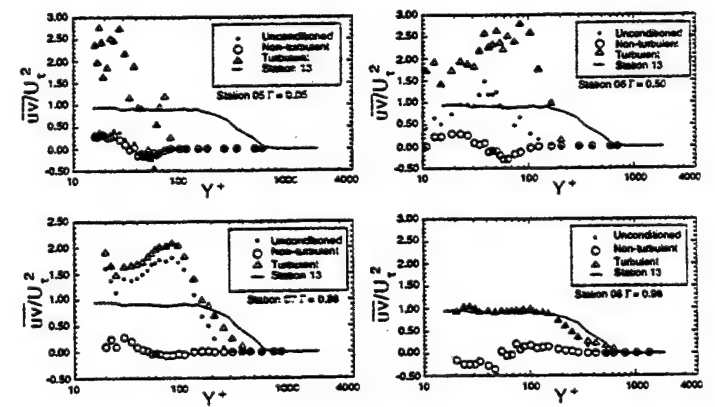 3.00
2.50
2.00
1.50
1.00
0.50
0.00
-0.50
10
100
1000
4000
uv/Uτ²
Y+
Unconditioned
Non-turbulent
Turbulent
Station 13
Station 05 Γ = 0.05
3.00
2.50
2.00
1.50
1.00
0.50
0.00
-0.50
10
100
1000
4000
uv/Uτ²
Y+
Unconditioned
Non-turbulent
Turbulent
Station 13
Station 06 Γ = 0.50
2.50
2.00
1.50
1.00
0.50
0.00
-0.50
10
100
1000
4000
uv/Uτ²
Y+
Unconditioned
Non-turbulent
Turbulent
Station 13
Station 07 Γ =
3.00
2.50
2.00
1.50
1.00
0.50
0.00
-0.50
10
100
1000
4000
uv/Uτ²
Y+
Unconditioned
Non-turbulent
Turbulent
Station 13
Station Γ = 0.98